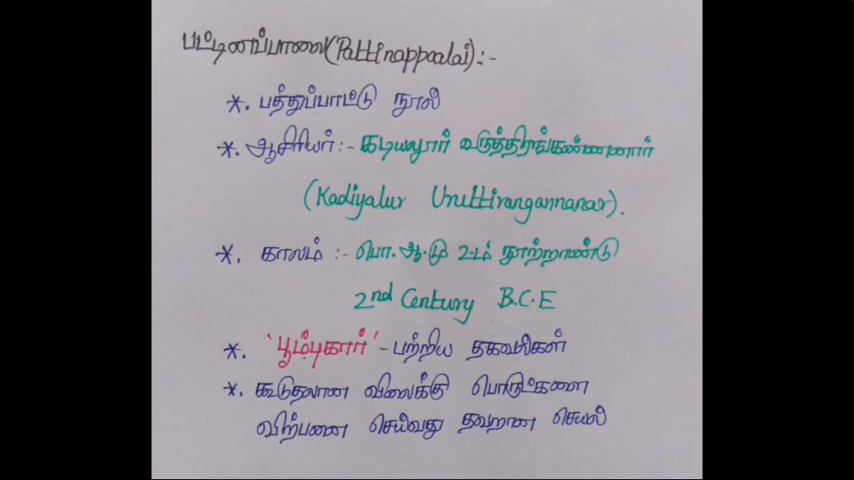 பட்டினப்பாலை (Pattinappaalai):-
*. பத்துப்பாட்டு நூல்
*. ஆசிரியர் :- கடியலூர் உருத்திரங்கண்ணனார்
(Kadiyalur Uruttirangannanar).
*. காலம் :- பொ.ஆ.மு 2-ம் நூற்றாண்டு
2nd Century B.C.E
*. 'பூம்புகார்' - பற்றிய தகவல்கள்
*. கூடுதலான விலைக்கு பொருட்களை
விற்பனை செய்வது தவறான செயல்